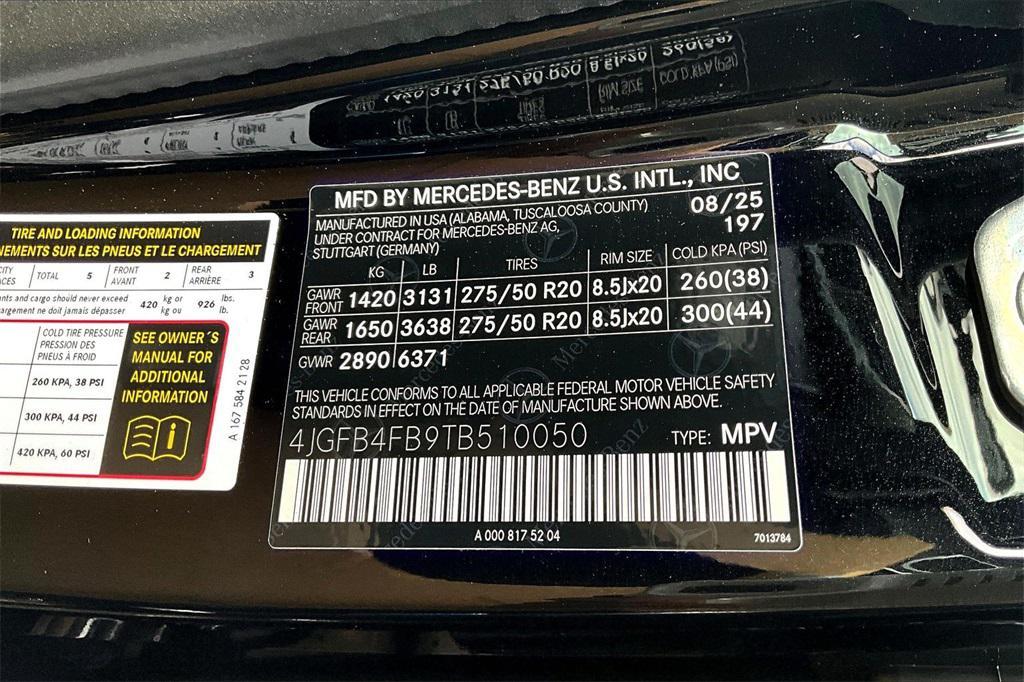 TIRE AND LOADING INFORMATION
NEMENTS SUR LES PNEUS ET LE CHARGEMENT
CITY TOTAL 5 FRONT 2 REAR 3
ACES AVANT ARRIÈRE
nts and cargo should never exceed 420 kg or 926 lbs.
argement ne doit jamais dépasser kg ou lb.
COLD TIRE PRESSURE
PRESSION DES
PNEUS À FROID
260 KPA, 38 PSI
300 KPA, 44 PSI
420 KPA, 60 PSI
SEE OWNER´S
MANUAL FOR
ADDITIONAL
INFORMATION
A 167 584 21 28
MFD BY MERCEDES-BENZ U.S. INTL., INC
MANUFACTURED IN USA (ALABAMA, TUSCALOOSA COUNTY) 08/25
UNDER CONTRACT FOR MERCEDES-BENZ AG, 197
STUTTGART (GERMANY)
KG LB TIRES RIM SIZE COLD KPA (PSI)
GAWR FRONT 1420 3131 275/50 R20 8.5Jx20 260(38)
GAWR REAR 1650 3638 275/50 R20 8.5Jx20 300(44)
GVWR 2890 6371
THIS VEHICLE CONFORMS TO ALL APPLICABLE FEDERAL MOTOR VEHICLE SAFETY
STANDARDS IN EFFECT ON THE DATE OF MANUFACTURE SHOWN ABOVE.
4JGFB4FB9TB510050 TYPE: MPV
A 000 817 52 04
7013784